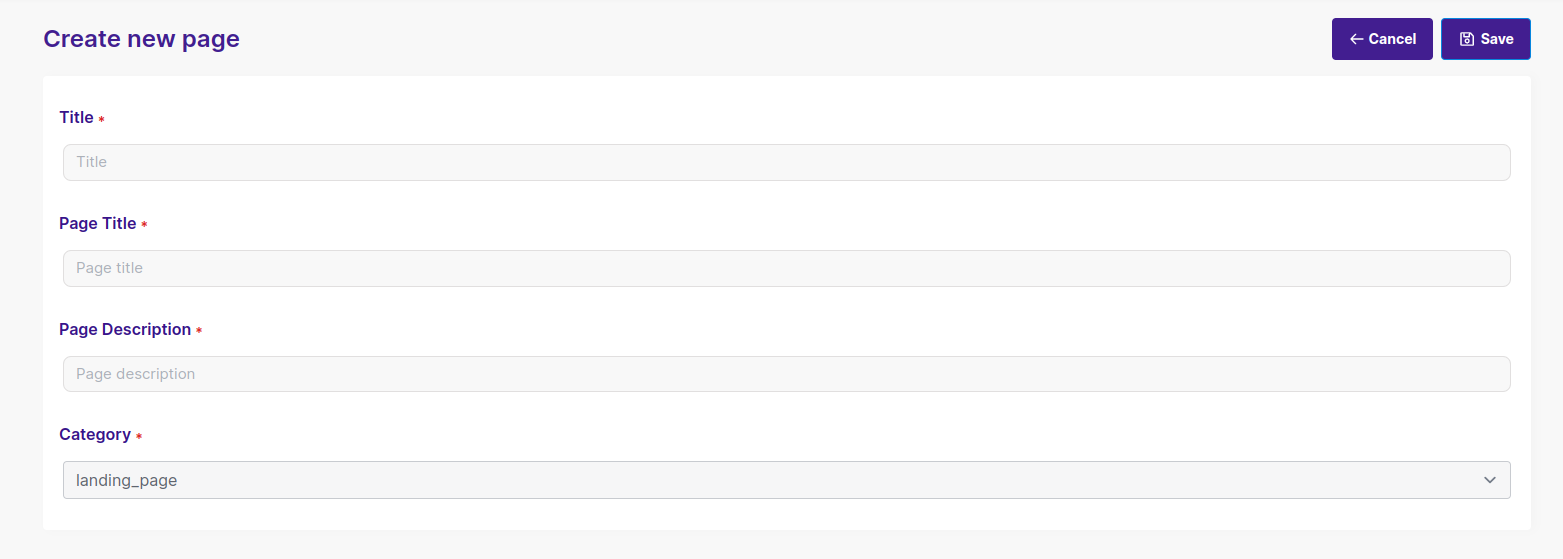 Create new page
← Cancel
Save
Title *
Title
Page Title *
Page title
Page Description *
Page description
Category *
landing_page